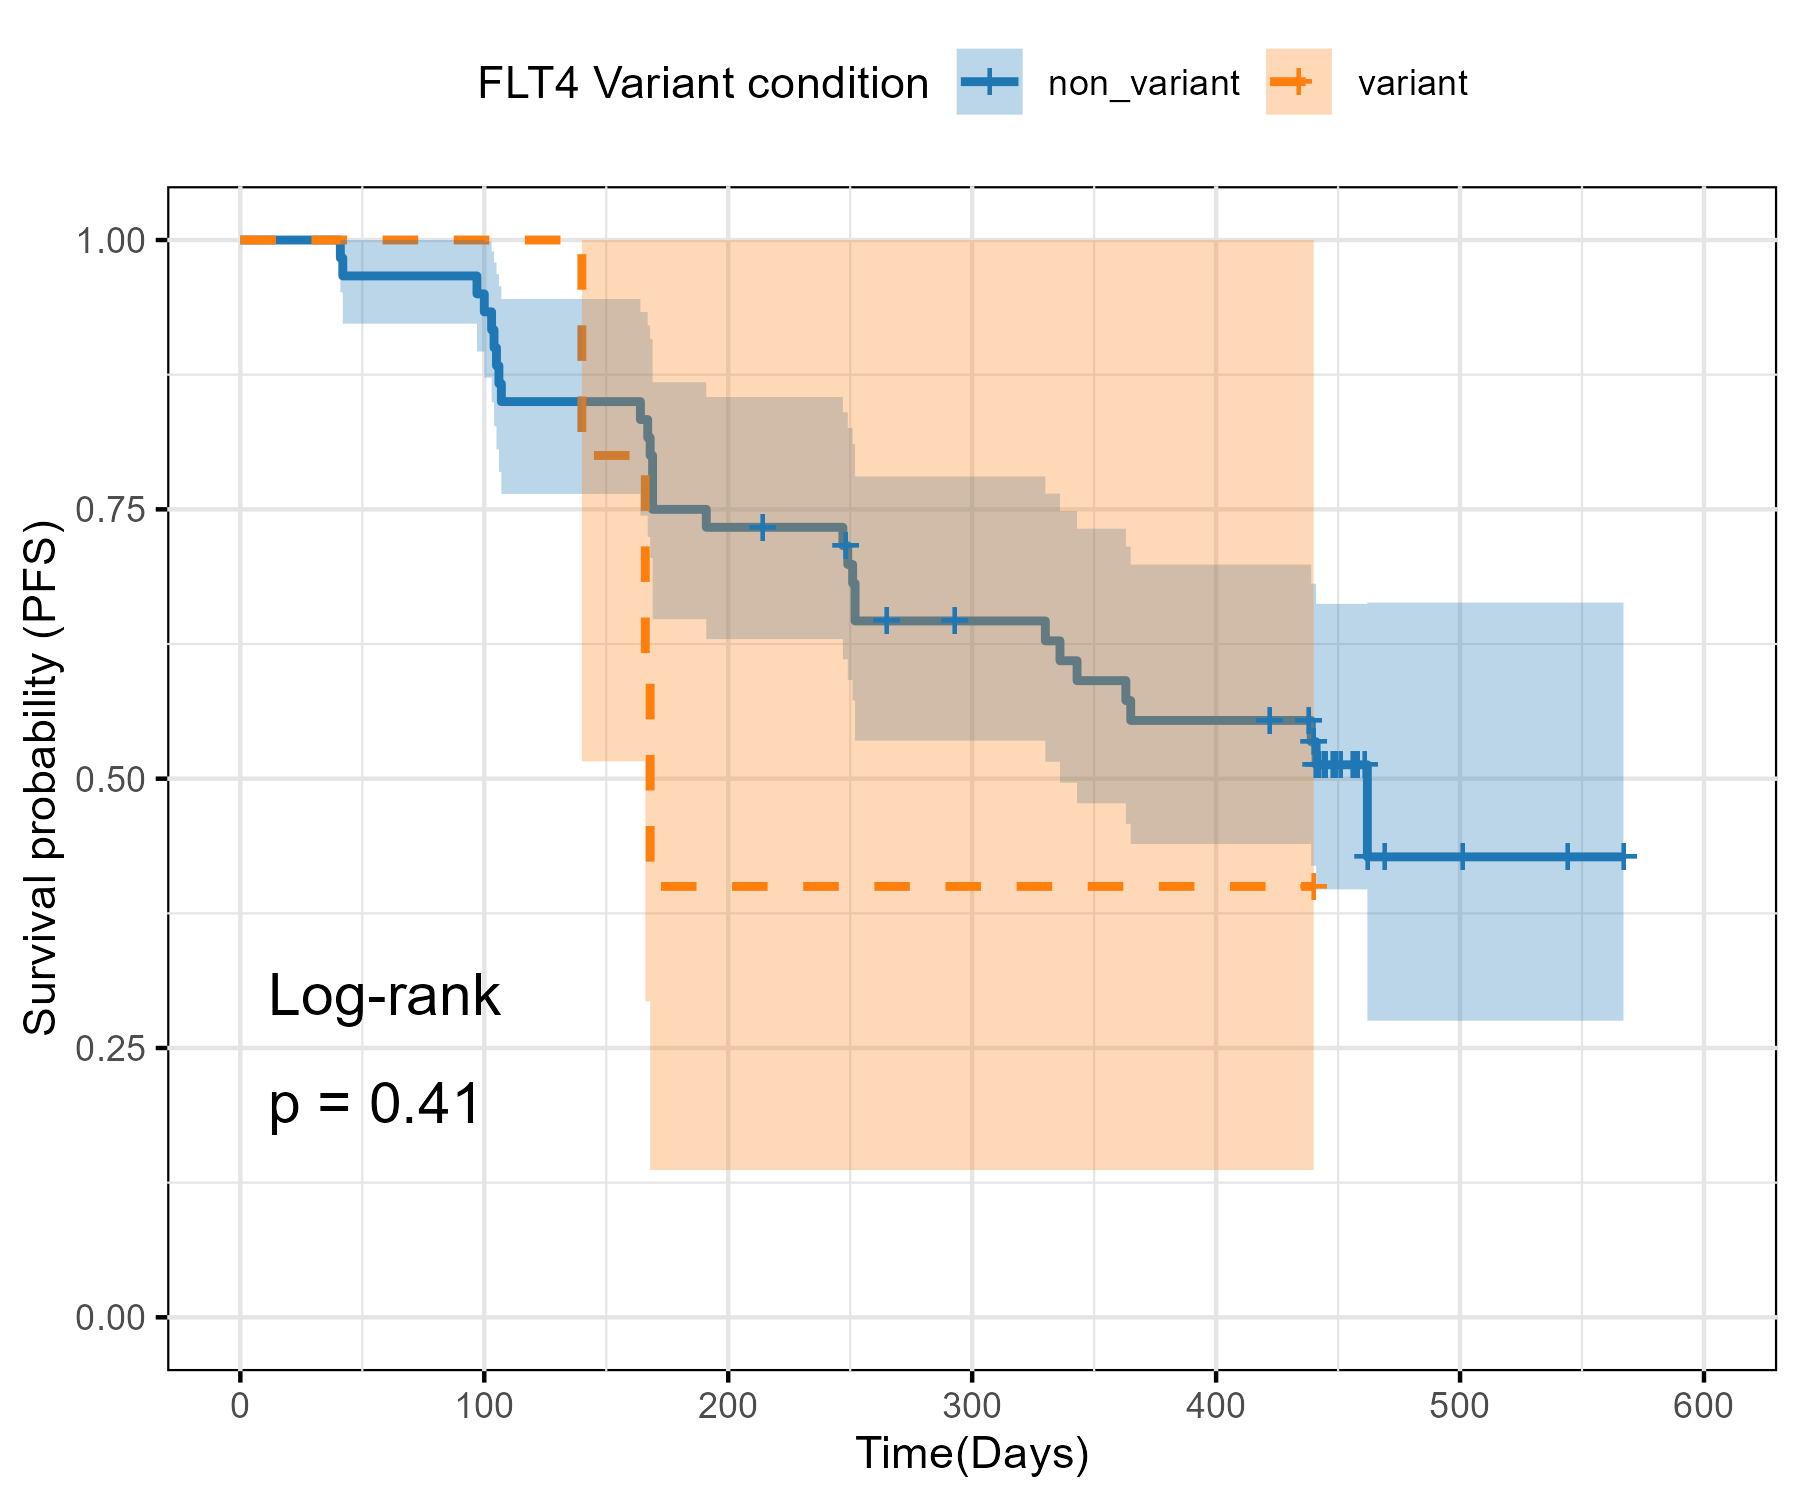 FLT4 Variant condition non_variant variant
1.00
0.75
0.50
0.25
0.00
Survival probability (PFS)
Log-rank
p = 0.41
0 100 200 300 400 500 600
Time(Days)